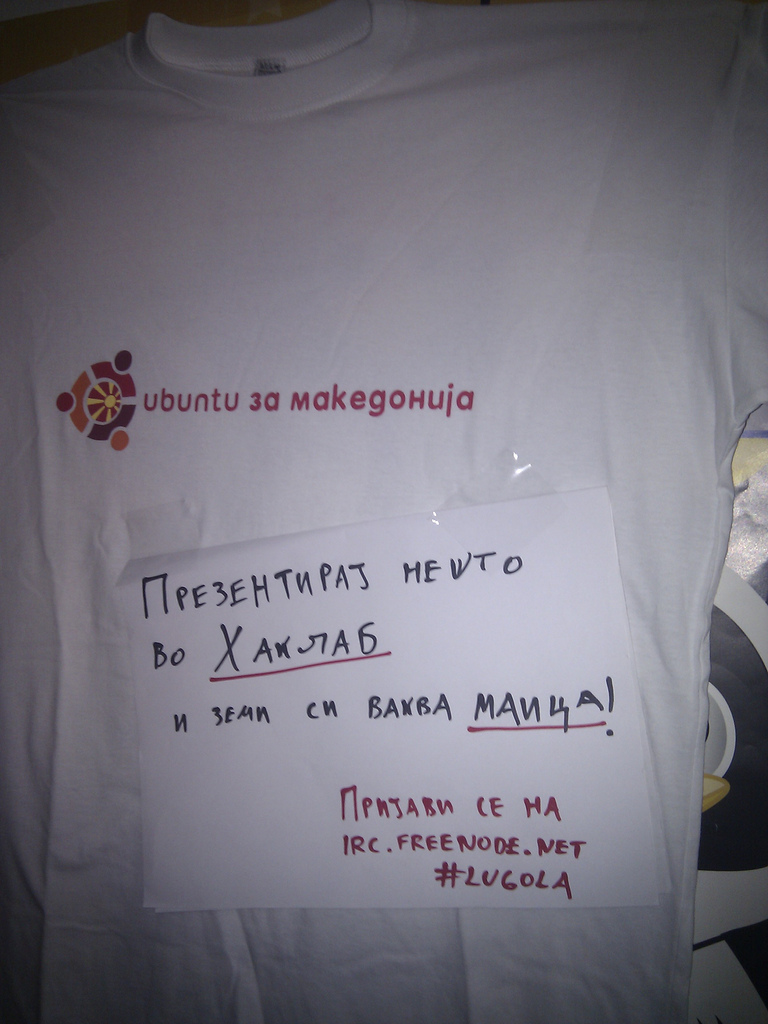 ubuntu за македонија
ПРЕЗЕНТИРАЈ НЕШТО
ВО ХАКЛАБ
И ЗЕМИ СИ ВАКВА МАИЦА!
ПРИЈАВИ СЕ НА
IRC.FREENODE.NET
#LUGOLA